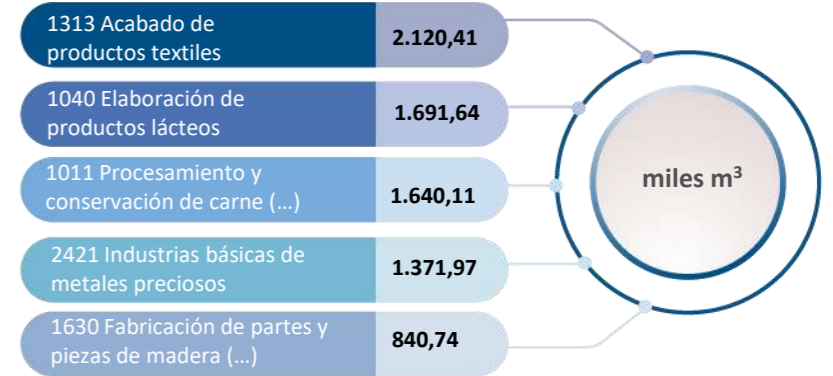 1313 Acabado de
productos textiles
2.120,41
1040 Elaboración de
productos lácteos
1.691,64
1011 Procesamiento y
conservación de carne (...)
1.640,11
2421 Industrias básicas de
metales preciosos
1.371,97
1630 Fabricación de partes y
piezas de madera (...)
840,74
miles m³